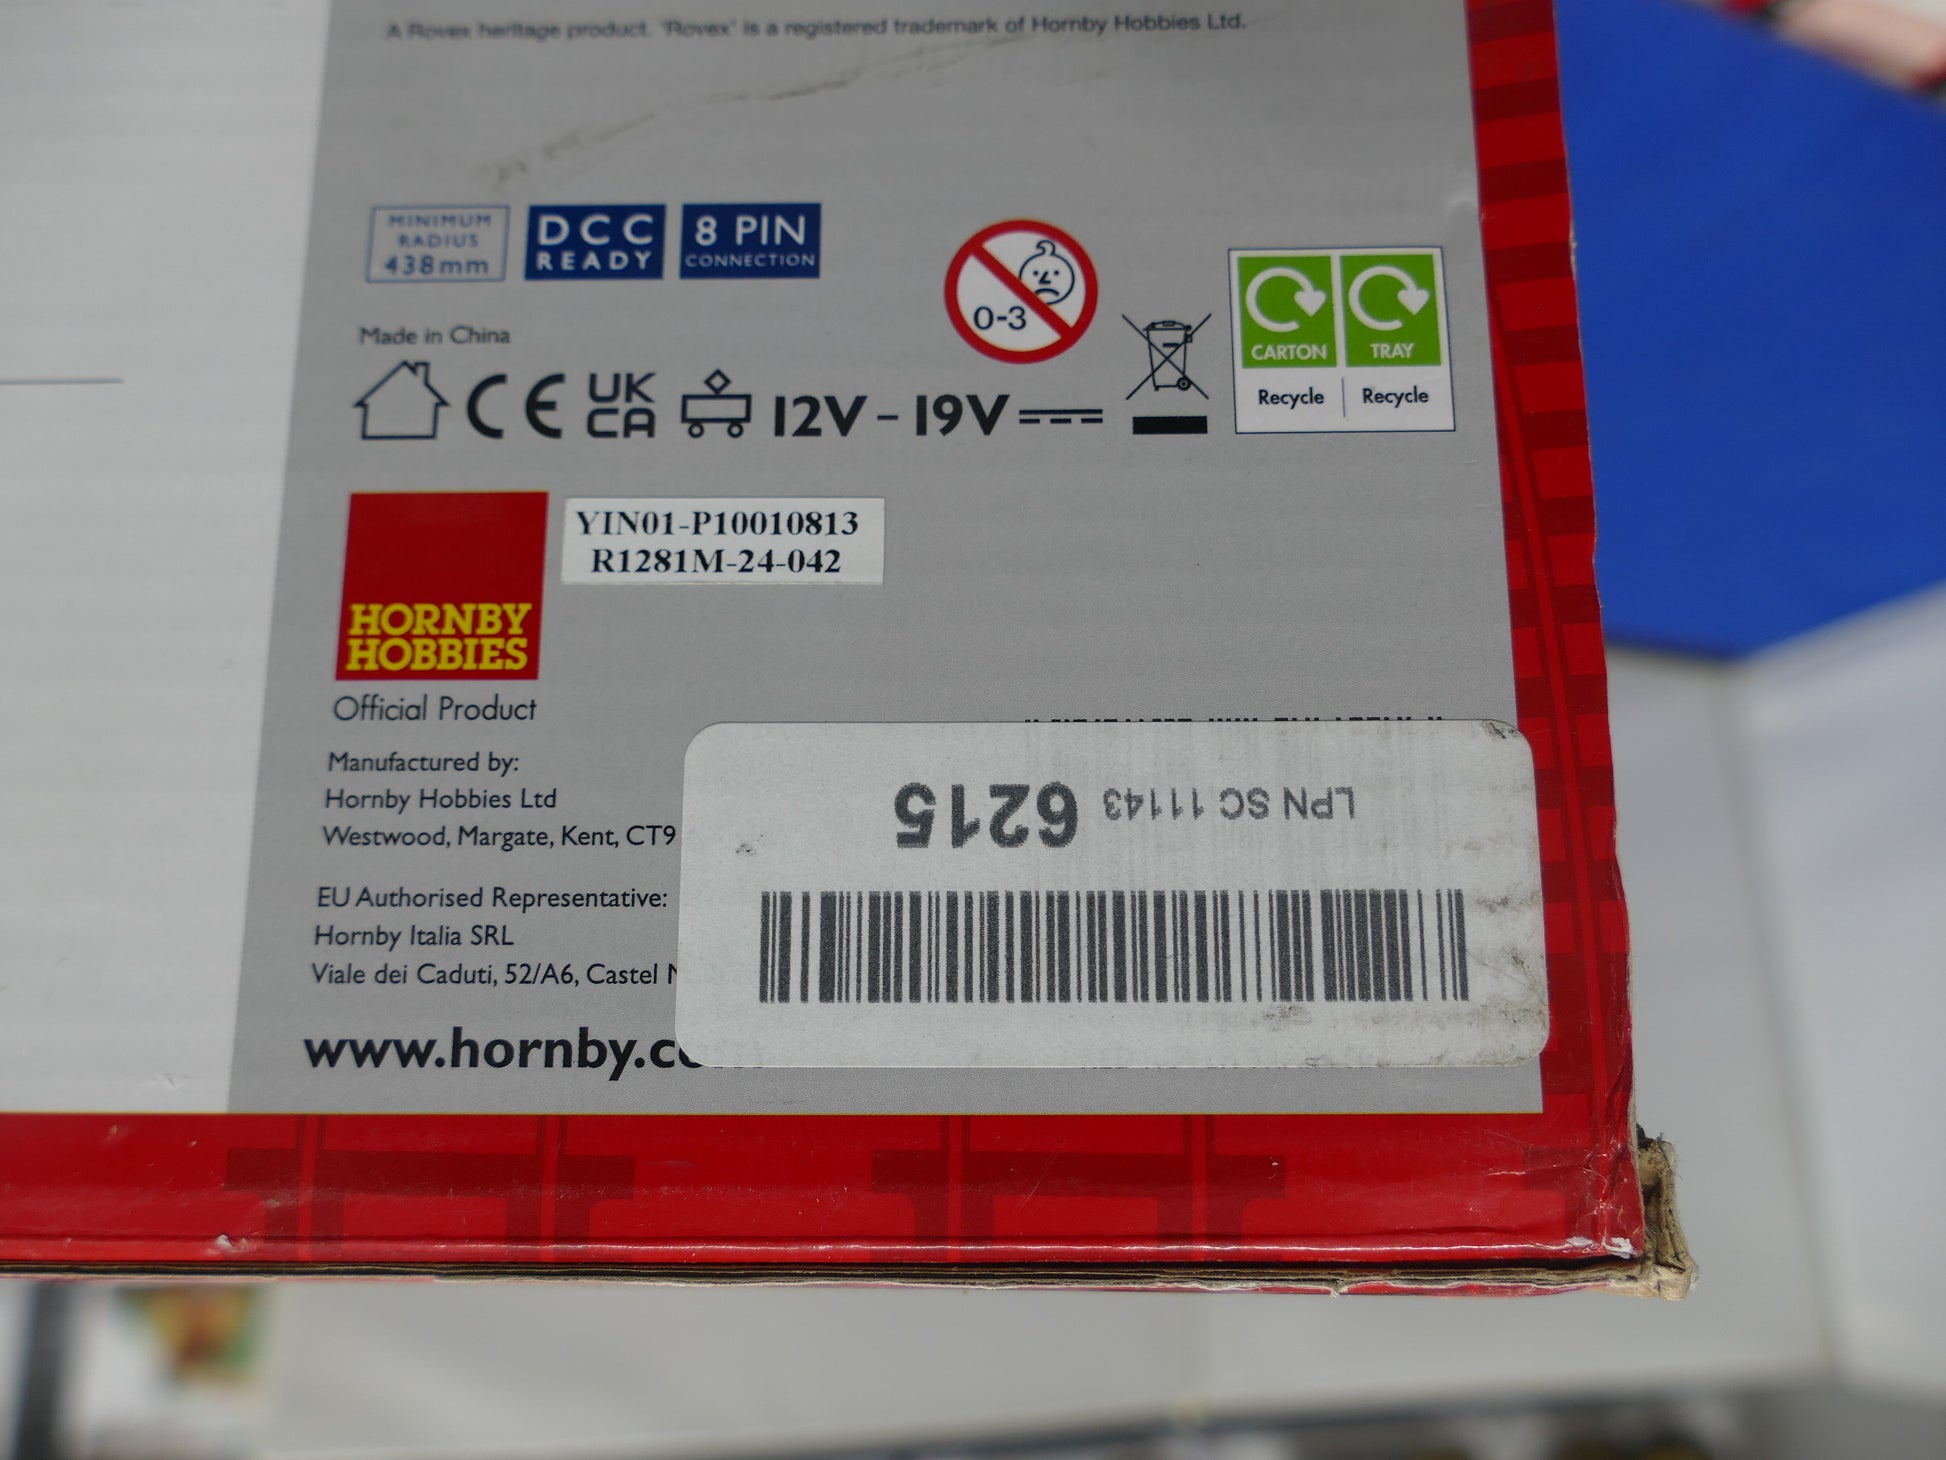 A Rovex heritage product. 'Rovex' is a registered trademark of Hornby Hobbies Ltd.
MINIMUM
RADIUS
438mm
DCC
READY
8 PIN
CONNECTION
0-3
CARTON
TRAY
Recycle
Recycle
Made in China
CE
UK
CA
12V - 19V
YIN01-P10010813
R1281M-24-042
HORNBY
HOBBIES
Official Product
Manufactured by:
Hornby Hobbies Ltd
Westwood, Margate, Kent, CT9
EU Authorised Representative:
Hornby Italia SRL
Viale dei Caduti, 52/A6, Castel
www.hornby.com
LPN SC 11143 6215